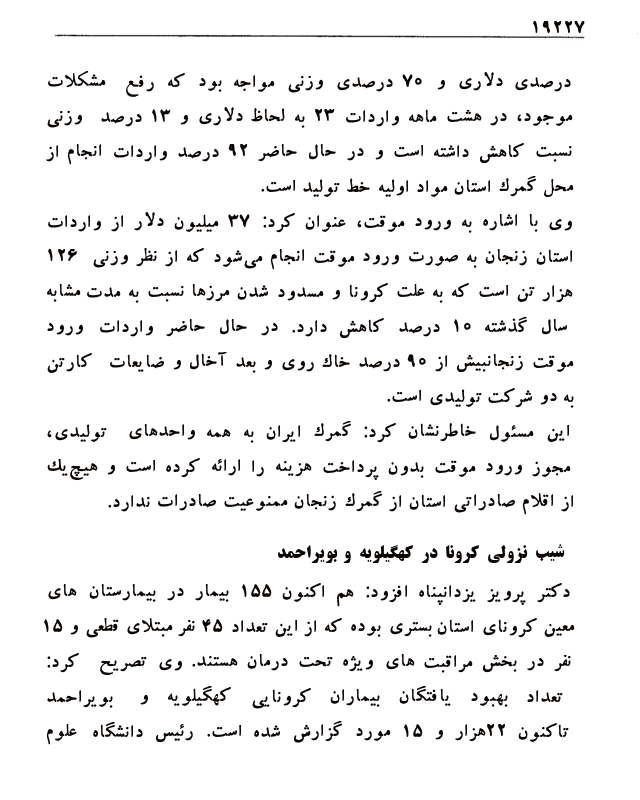 ۱۹۲۲۷
درصدی دلاری و ۷۰ درصدی وزنی مواجه بود که رفع مشکلات
موجود، در هشت ماهه واردات ۲۳ به لحاظ دلاری و ۱۳ درصد وزنی
نسبت کاهش داشته است و در حال حاضر ۹۲ درصد واردات انجام از
محل گمرك استان مواد اولیه خط تولید است.
وی با اشاره به ورود موقت، عنوان کرد: ۳۷ میلیون دلار از واردات
استان زنجان به صورت ورود موقت انجام می‌شود که از نظر وزنی ۱۲۶
هزار تن است که به علت کرونا و مسدود شدن مرزها نسبت به مدت مشابه
سال گذشته ۱۰ درصد کاهش دارد. در حال حاضر واردات ورود
موقت زنجانبیش از ۹۰ درصد خاك روی و بعد آخال و ضایعات کارتن
به دو شرکت تولیدی است.
این مسئول خاطرنشان کرد: گمرك ایران به همه واحدهای تولیدی،
مجوز ورود موقت بدون پرداخت هزینه را ارائه کرده است و هیچ‌یك
از اقلام صادراتی استان از گمرك زنجان ممنوعیت صادرات ندارد.
شیب نزولی کرونا در کهگیلویه و بویراحمد
دکتر پرویز یزدانپناه افزود: هم اکنون ۱۵۵ بیمار در بیمارستان های
معین کرونای استان بستری بوده که از این تعداد ۴۵ نفر مبتلای قطعی و ۱۵
نفر در بخش مراقبت های ویژه تحت درمان هستند. وی تصریح کرد:
تعداد بهبود یافتگان بیماران کرونایی کهگیلویه و بویراحمد
تاکنون ۲۲هزار و ۱۵ مورد گزارش شده است. رئیس دانشگاه علوم